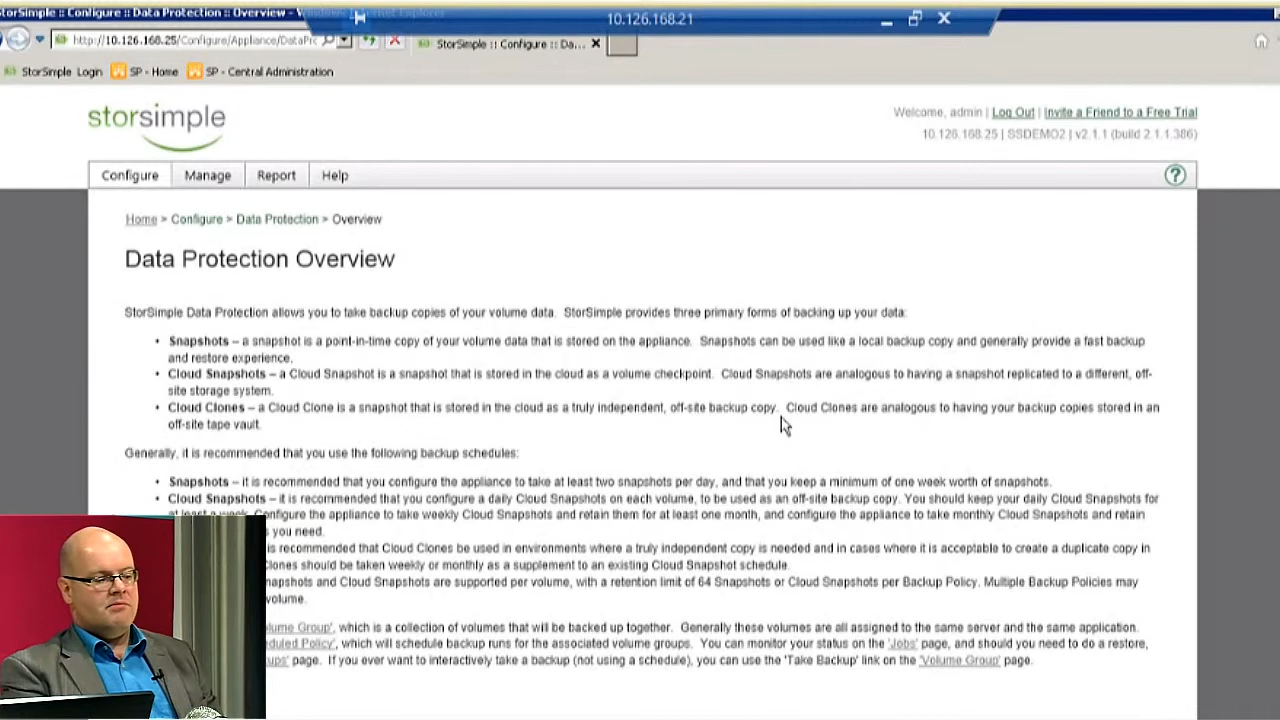 StorSimple :: Configure :: Data Protection :: Overview - Windows Internet Explorer
10.126.168.21
http://10.126.168.25/Configure/Appliance/DataPro
StorSimple :: Configure :: Da...
StorSimple Login SP - Home SP - Central Administration
storsimple
Welcome, admin | Log Out | Invite a Friend to a Free Trial
10.126.168.25 | SSDEMO2 | v2.1.1 (build 2.1.1.386)
Configure Manage Report Help ?
Home > Configure > Data Protection > Overview
Data Protection Overview
StorSimple Data Protection allows you to take backup copies of your volume data. StorSimple provides three primary forms of backing up your data:
• Snapshots – a snapshot is a point-in-time copy of your volume data that is stored on the appliance. Snapshots can be used like a local backup copy and generally provide a fast backup
and restore experience.
• Cloud Snapshots – a Cloud Snapshot is a snapshot that is stored in the cloud as a volume checkpoint. Cloud Snapshots are analogous to having a snapshot replicated to a different, off-
site storage system.
• Cloud Clones – a Cloud Clone is a snapshot that is stored in the cloud as a truly independent, off-site backup copy. Cloud Clones are analogous to having your backup copies stored in an
off-site tape vault.
Generally, it is recommended that you use the following backup schedules:
• Snapshots – it is recommended that you configure the appliance to take at least two snapshots per day, and that you keep a minimum of one week worth of snapshots.
• Cloud Snapshots – it is recommended that you configure a daily Cloud Snapshots on each volume, to be used as an off-site backup copy. You should keep your daily Cloud Snapshots for
at least a week. Configure the appliance to take weekly Cloud Snapshots and retain them for at least one month, and configure the appliance to take monthly Cloud Snapshots and retain
you need.
is recommended that Cloud Clones be used in environments where a truly independent copy is needed and in cases where it is acceptable to create a duplicate copy in
lones should be taken weekly or monthly as a supplement to an existing Cloud Snapshot schedule.
napshots and Cloud Snapshots are supported per volume, with a retention limit of 64 Snapshots or Cloud Snapshots per Backup Policy. Multiple Backup Policies may
volume.
lume Group', which is a collection of volumes that will be backed up together. Generally these volumes are all assigned to the same server and the same application.
duled Policy', which will schedule backup runs for the associated volume groups. You can monitor your status on the 'Jobs' page, and should you need to do a restore,
ups' page. If you ever want to interactively take a backup (not using a schedule), you can use the 'Take Backup' link on the 'Volume Group' page.